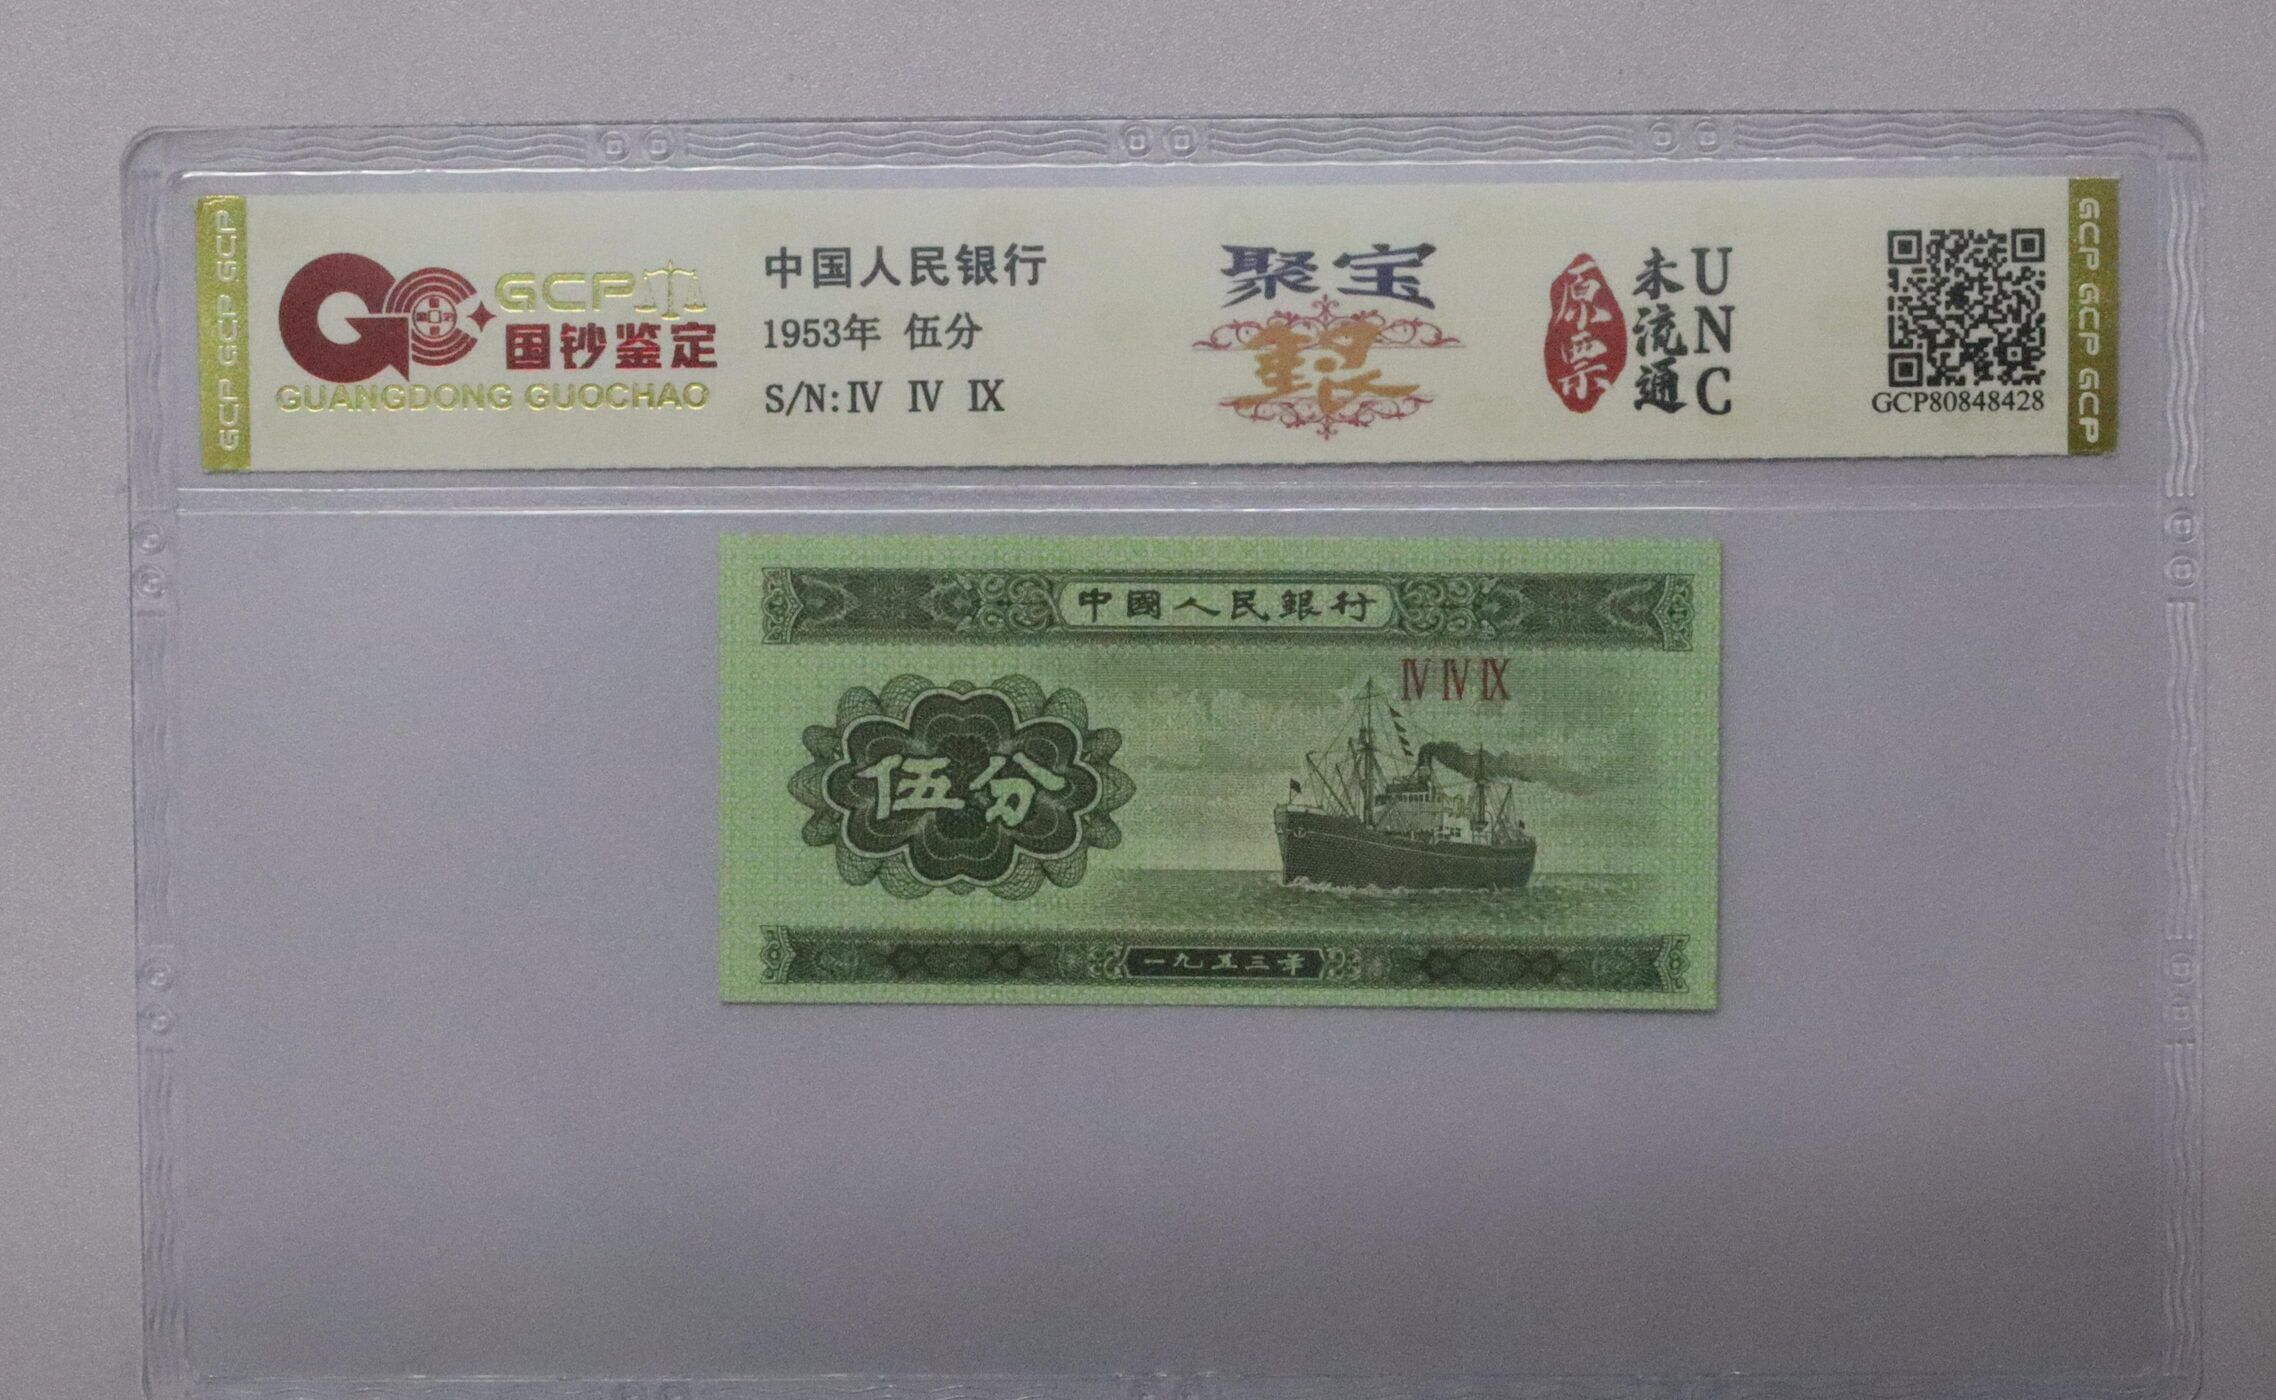 GCP GCP GCP
GCP
国钞鉴定
GUANGDONG GUOCHAO
中国人民银行
1953年 伍分
S/N: IV IV IX
聚宝
原票
未流通
UNC
GCP80848428
GCP GCP GCP
中國人民銀行
IV IV IX
伍分
一九五三年